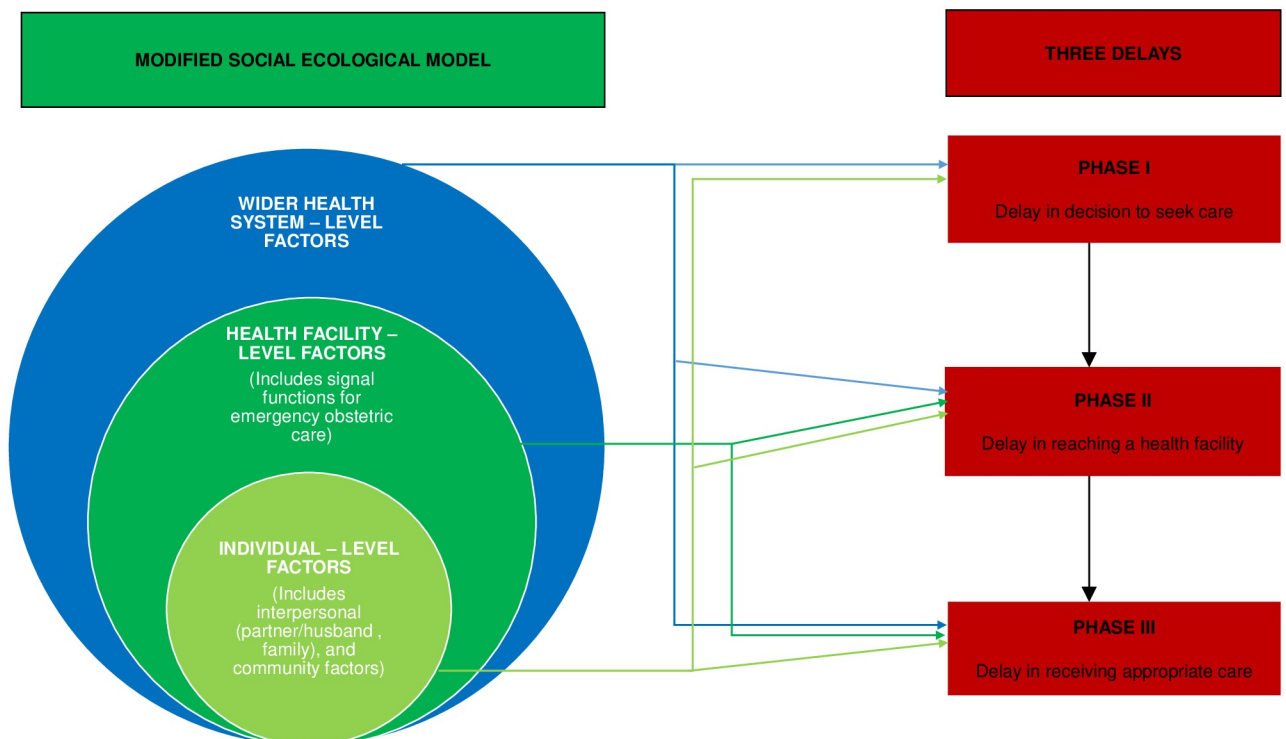 MODIFIED SOCIAL ECOLOGICAL MODEL
THREE DELAYS
WIDER HEALTH
SYSTEM – LEVEL
FACTORS
HEALTH FACILITY –
LEVEL FACTORS
(Includes signal
functions for
emergency obstetric
care)
INDIVIDUAL – LEVEL
FACTORS
(Includes
interpersonal
(partner/husband ,
family), and
community factors)
PHASE I
Delay in decision to seek care
PHASE II
Delay in reaching a health facility
PHASE III
Delay in receiving appropriate care